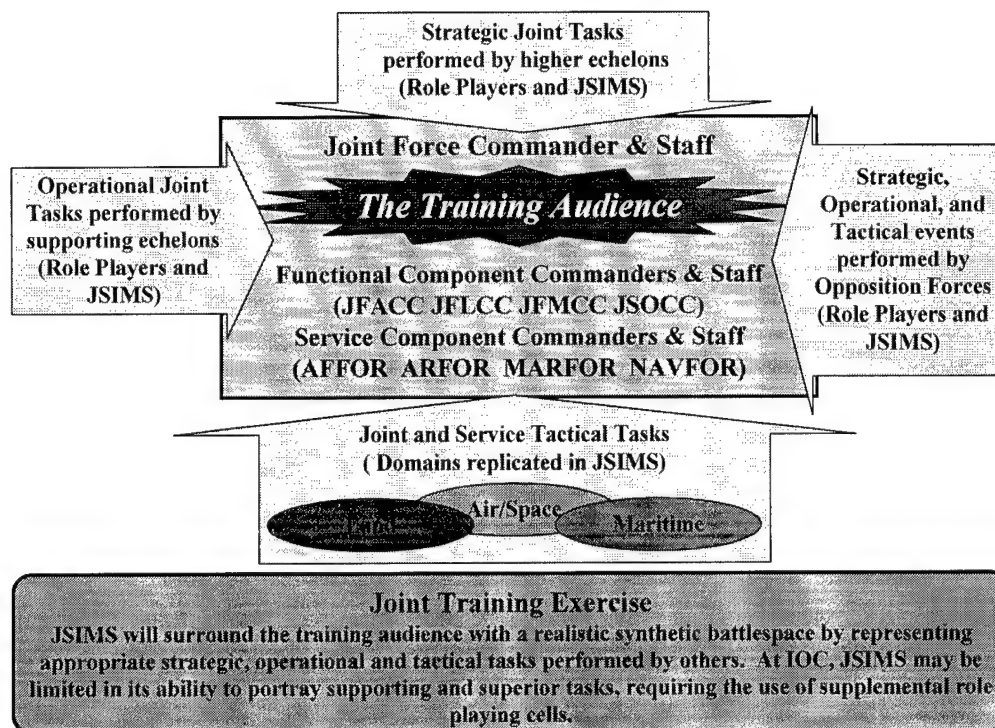 Strategic Joint Tasks
performed by higher echelons
(Role Players and JSIMS)
Joint Force Commander & Staff
The Training Audience
Operational Joint
Tasks performed by
supporting echelons
(Role Players and
JSIMS)
Functional Component Commanders & Staff
(JFACC JFLCC JFMCC JSOCC)
Service Component Commanders & Staff
(AFFOR ARFOR MARFOR NAVFOR)
Strategic,
Operational, and
Tactical events
performed by
Opposition Forces
(Role Players and
JSIMS)
Joint and Service Tactical Tasks
( Domains replicated in JSIMS)
Land
Air/Space
Maritime
Joint Training Exercise
JSIMS will surround the training audience with a realistic synthetic battlespace by representing
appropriate strategic, operational and tactical tasks performed by others. At IOC, JSIMS may be
limited in its ability to portray supporting and superior tasks, requiring the use of supplemental role
playing cells.